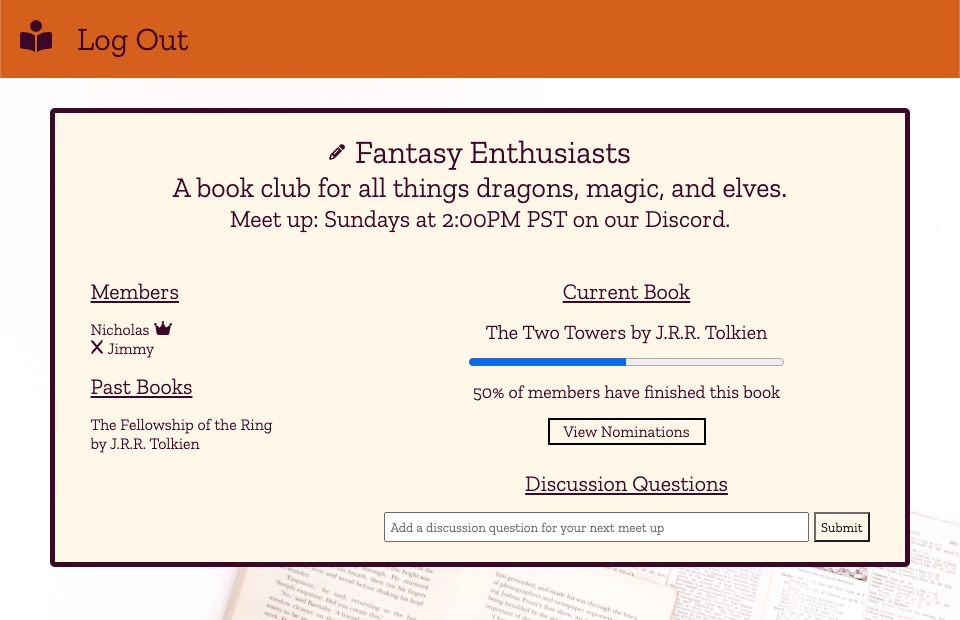 Log Out
Fantasy Enthusiasts
A book club for all things dragons, magic, and elves.
Meet up: Sundays at 2:00PM PST on our Discord.
Members
Nicholas
Jimmy
Past Books
The Fellowship of the Ring
by J.R.R. Tolkien
Current Book
The Two Towers by J.R.R. Tolkien
50% of members have finished this book
View Nominations
Discussion Questions
Add a discussion question for your next meet up
Submit